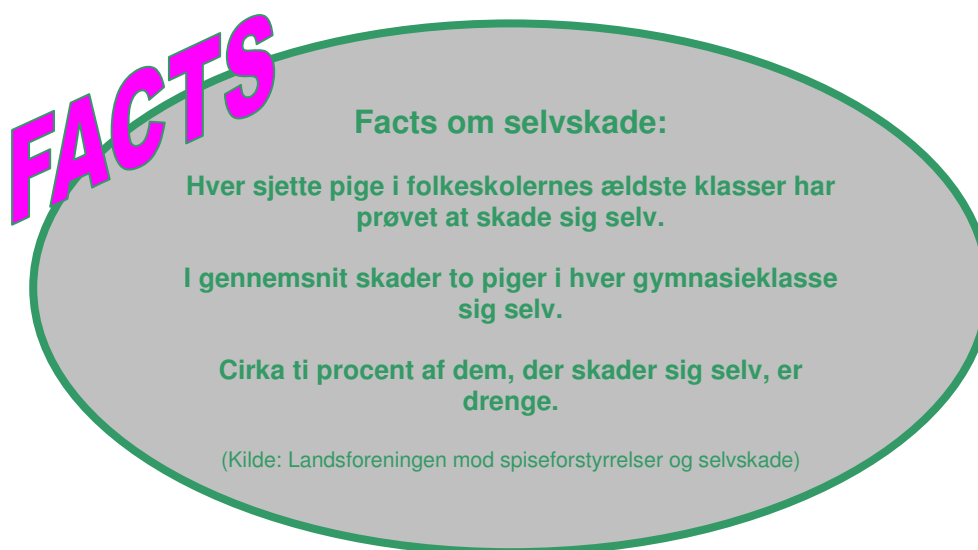 FACTS
Facts om selvskade:
Hver sjette pige i folkeskolernes ældste klasser har
prøvet at skade sig selv.
I gennemsnit skader to piger i hver gymnasieklasse
sig selv.
Cirka ti procent af dem, der skader sig selv, er
drenge.
(Kilde: Landsforeningen mod spiseforstyrrelser og selvskade)